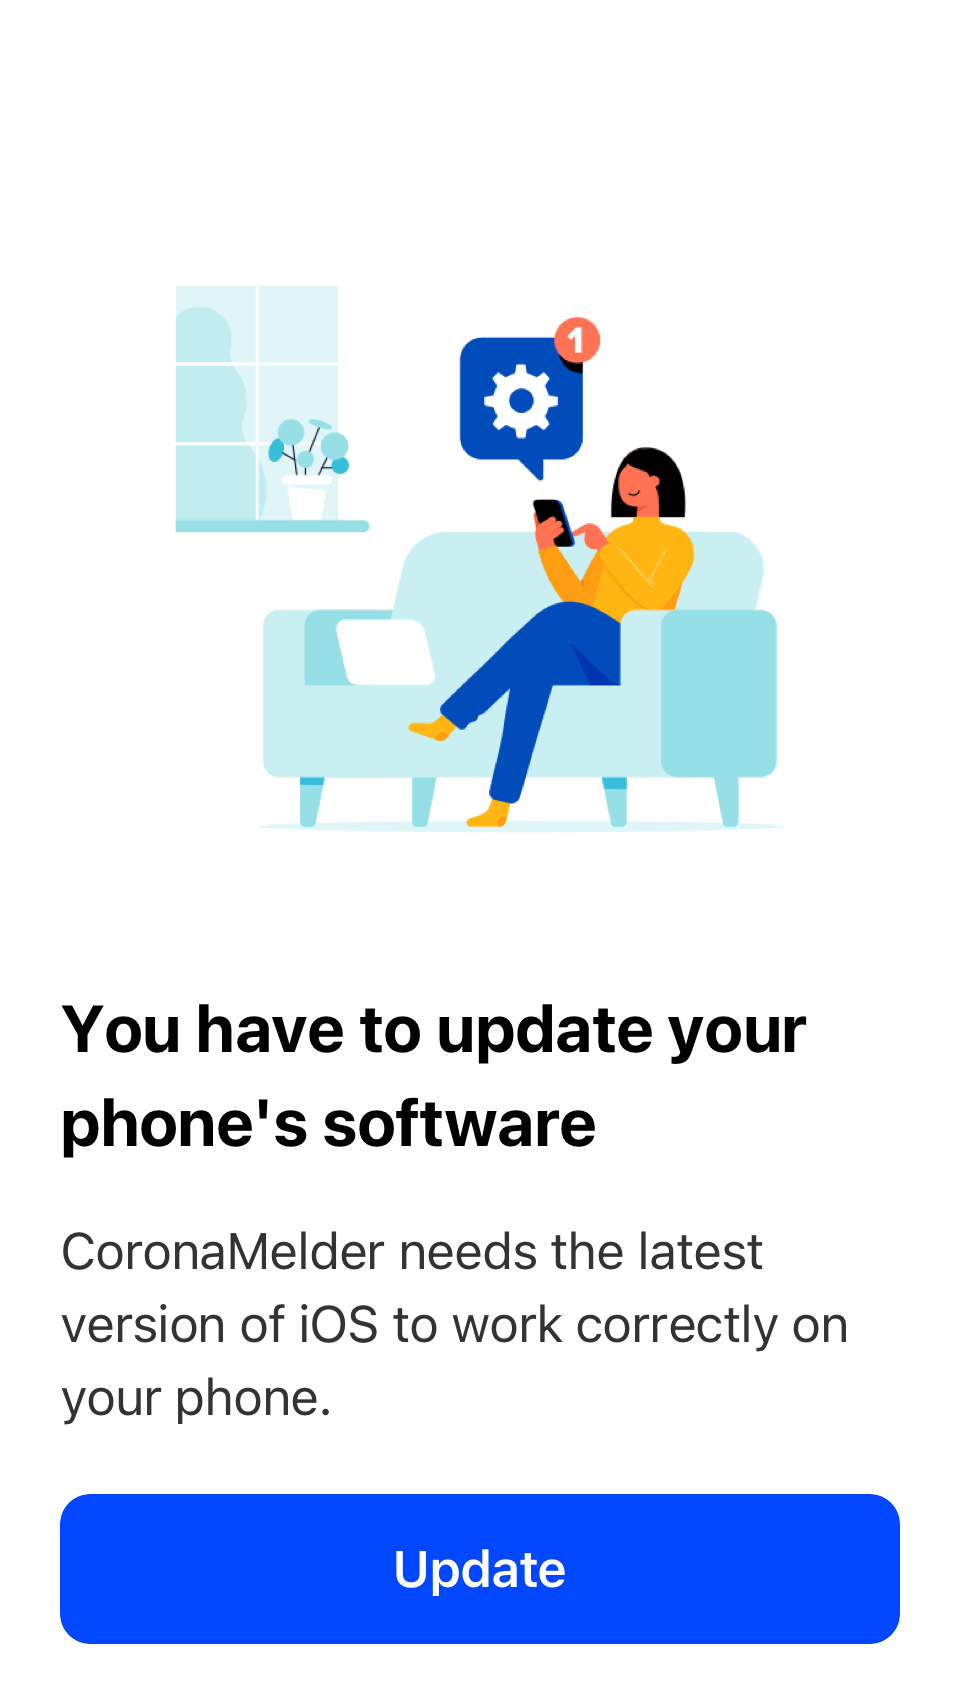 1
You have to update your
phone's software
CoronaMelder needs the latest
version of iOS to work correctly on
your phone.
Update